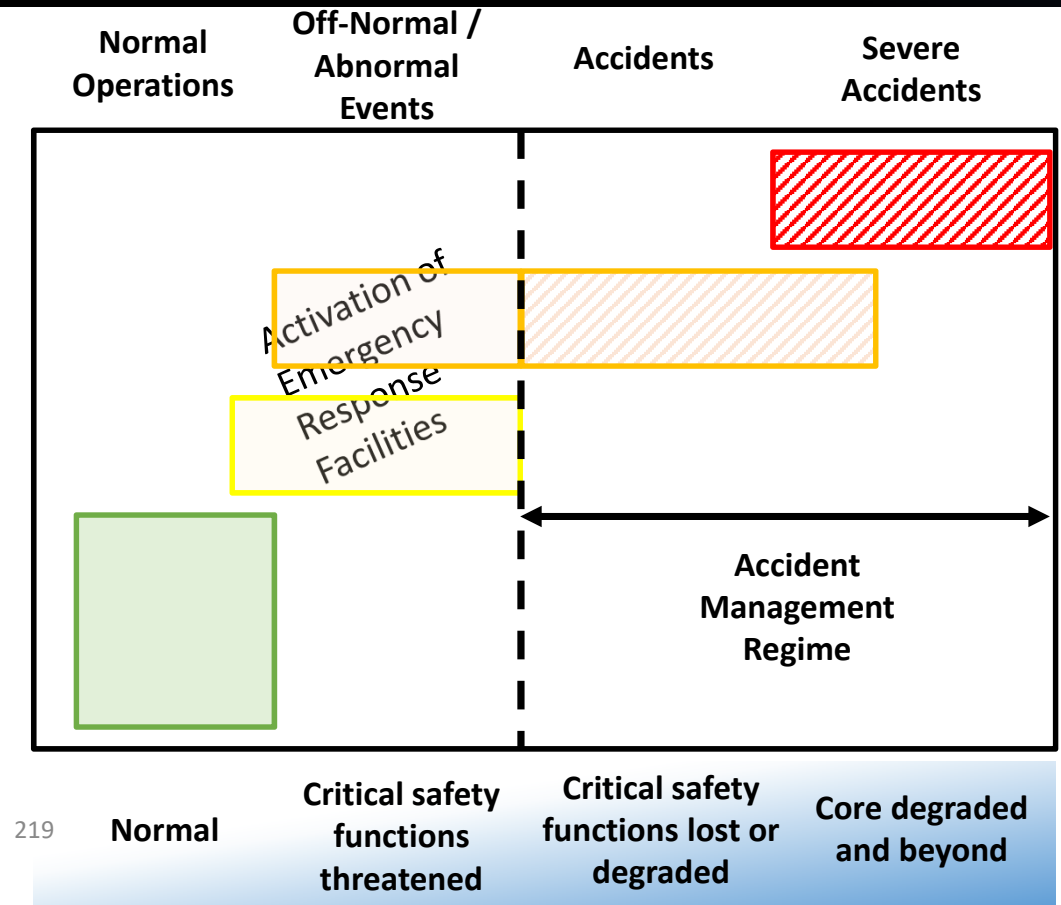 Normal
Operations
Off-Normal /
Abnormal
Events
Accidents
Severe
Accidents
Activation of
Emergency
Response
Facilities
Accident
Management
Regime
219
Normal
Critical safety
functions
threatened
Critical safety
functions lost or
degraded
Core degraded
and beyond